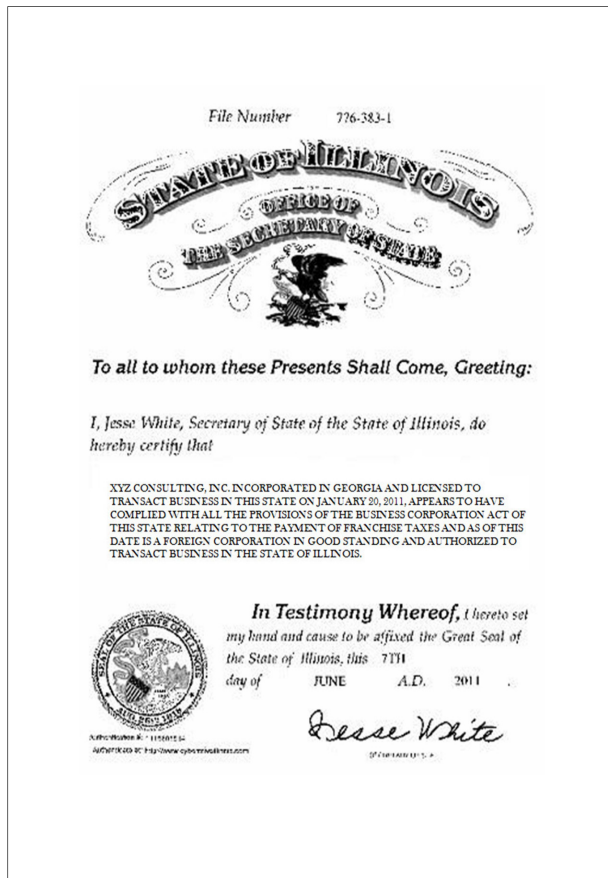 File Number 776-383-1
STATE OF ILLINOIS
OFFICE OF
THE SECRETARY OF STATE
To all to whom these Presents Shall Come, Greeting:
I, Jesse White, Secretary of State of the State of Illinois, do
hereby certify that
XYZ CONSULTING, INC. INCORPORATED IN GEORGIA AND LICENSED TO
TRANSACT BUSINESS IN THIS STATE ON JANUARY 20, 2011, APPEARS TO HAVE
COMPLIED WITH ALL THE PROVISIONS OF THE BUSINESS CORPORATION ACT OF
THIS STATE RELATING TO THE PAYMENT OF FRANCHISE TAXES AND AS OF THIS
DATE IS A FOREIGN CORPORATION IN GOOD STANDING AND AUTHORIZED TO
TRANSACT BUSINESS IN THE STATE OF ILLINOIS.
In Testimony Whereof, I hereto set
my hand and cause to be affixed the Great Seal of
the State of Illinois, this 7TH
day of JUNE A.D. 2011 .
SEAL OF THE STATE OF ILLINOIS
AUG. 26TH 1818
Jesse White
Authentication #:
Authenticate at: